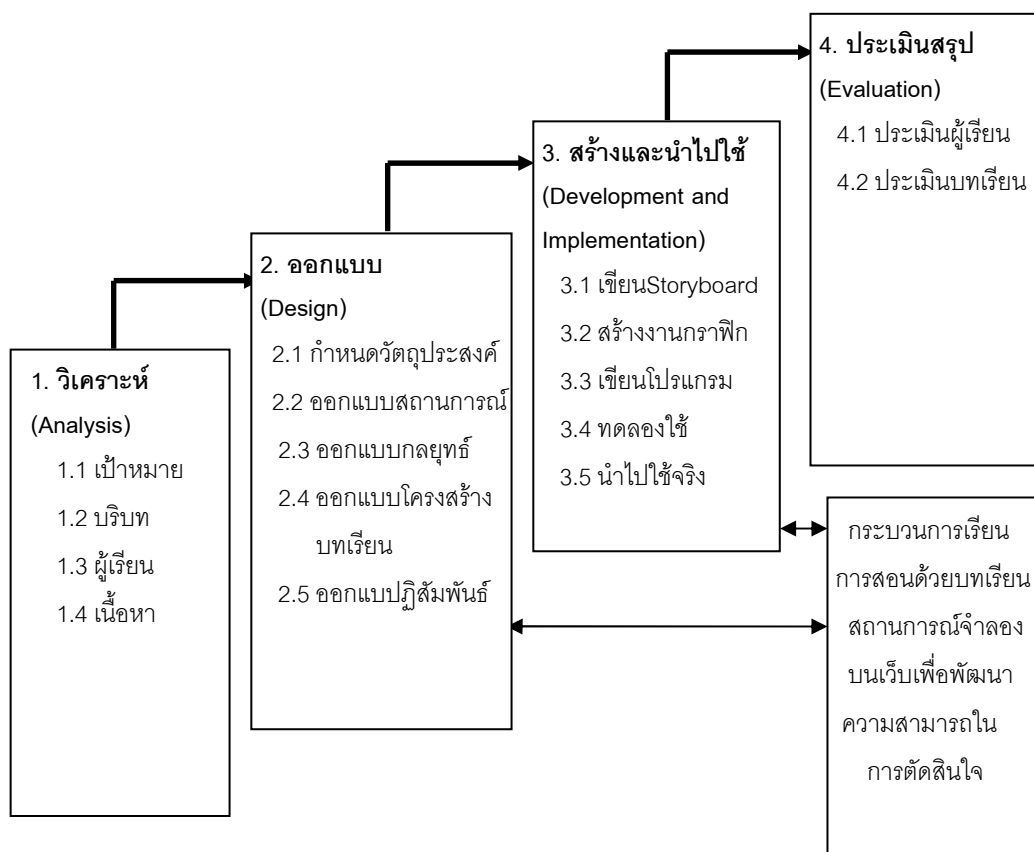 1. วิเคราะห์
(Analysis)
1.1 เป้าหมาย
1.2 บริบท
1.3 ผู้เรียน
1.4 เนื้อหา
2. ออกแบบ
(Design)
2.1 กำหนดวัตถุประสงค์
2.2 ออกแบบสถานการณ์
2.3 ออกแบบกลยุทธ์
2.4 ออกแบบโครงสร้าง
บทเรียน
2.5 ออกแบบปฏิสัมพันธ์
3. สร้างและนำไปใช้
(Development and
Implementation)
3.1 เขียนStoryboard
3.2 สร้างงานกราฟิก
3.3 เขียนโปรแกรม
3.4 ทดลองใช้
3.5 นำไปใช้จริง
4. ประเมินสรุป
(Evaluation)
4.1 ประเมินผู้เรียน
4.2 ประเมินบทเรียน
กระบวนการเรียน
การสอนด้วยบทเรียน
สถานการณ์จำลอง
บนเว็บเพื่อพัฒนา
ความสามารถใน
การตัดสินใจ